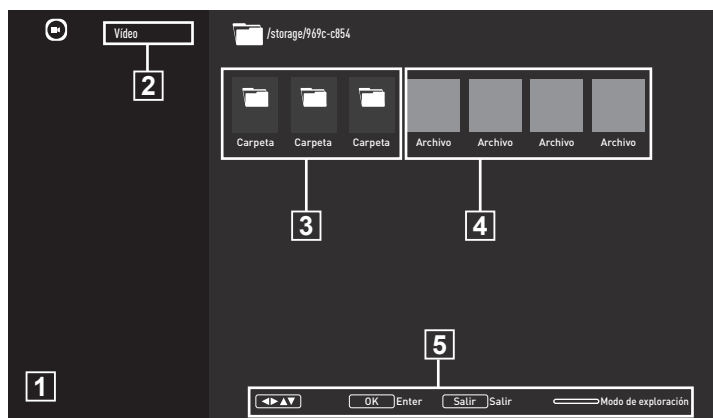 Vídeo
/storage/969c-c854
2
Carpeta Carpeta Carpeta Archivo Archivo Archivo Archivo
3 4
5
1
OK Enter Salir Salir Modo de exploración